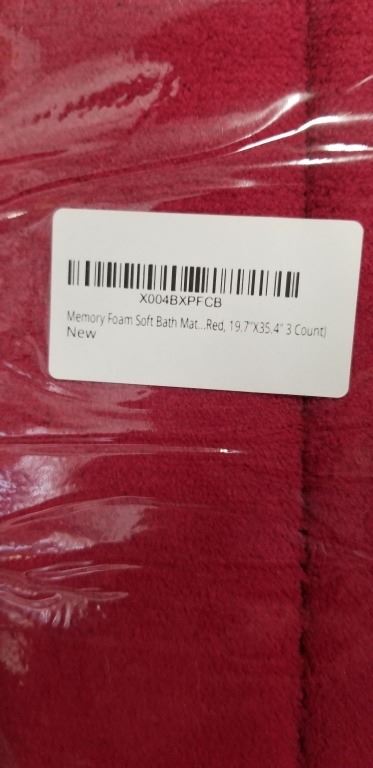 X004BXPFCB
Memory Foam Soft Bath Mat...Red, 19.7"X35.4" 3 Count)
New